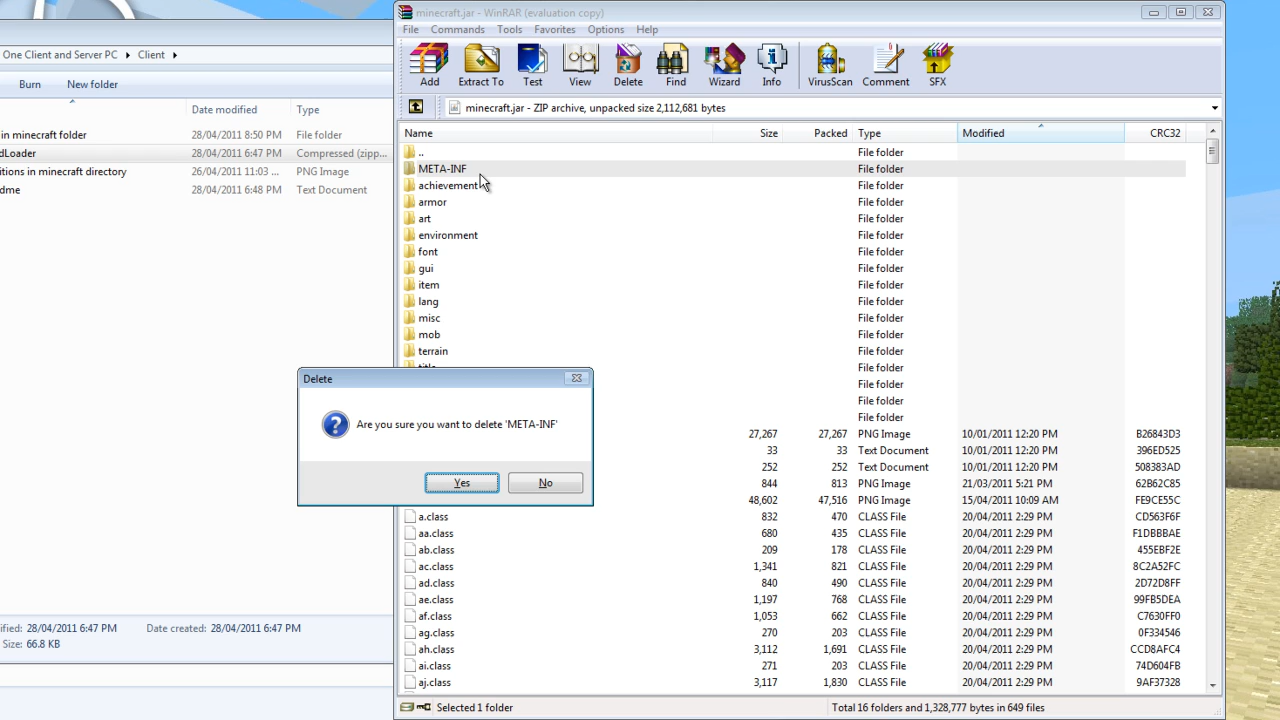 One Client and Server PC ▸ Client ▸
Burn New folder
Date modified Type
in minecraft folder 28/04/2011 8:50 PM File folder
dLoader 28/04/2011 6:47 PM Compressed (zipp...
itions in minecraft directory 26/04/2011 11:03 ... PNG Image
dme 28/04/2011 6:48 PM Text Document
ified: 28/04/2011 6:47 PM Date created: 28/04/2011 6:47 PM
Size: 66.8 KB
minecraft.jar - WinRAR (evaluation copy)
File Commands Tools Favorites Options Help
Add Extract To Test View Delete Find Wizard Info VirusScan Comment SFX
minecraft.jar - ZIP archive, unpacked size 2,112,681 bytes
Name Size Packed Type Modified CRC32
.. File folder
META-INF File folder
achievement File folder
armor File folder
art File folder
environment File folder
font File folder
gui File folder
item File folder
lang File folder
misc File folder
mob File folder
terrain File folder
title File folder
File folder
File folder
File folder
27,267 27,267 PNG Image 10/01/2011 12:20 PM B26843D3
33 33 Text Document 10/01/2011 12:20 PM 396ED525
252 252 Text Document 10/01/2011 12:20 PM 508383AD
844 813 PNG Image 21/03/2011 5:21 PM 62B62C85
48,602 47,516 PNG Image 15/04/2011 10:09 AM FE9CE55C
a.class 832 470 CLASS File 20/04/2011 2:29 PM CD563F6F
aa.class 680 435 CLASS File 20/04/2011 2:29 PM F1DBBBAE
ab.class 209 178 CLASS File 20/04/2011 2:29 PM 455EBF2E
ac.class 1,341 821 CLASS File 20/04/2011 2:29 PM 8C2A52FC
ad.class 840 490 CLASS File 20/04/2011 2:29 PM 2D72D8FF
ae.class 1,197 768 CLASS File 20/04/2011 2:29 PM 99FB5DEA
af.class 1,053 662 CLASS File 20/04/2011 2:29 PM C7630FF0
ag.class 270 203 CLASS File 20/04/2011 2:29 PM 0F334546
ah.class 3,112 1,691 CLASS File 20/04/2011 2:29 PM CCD8AFC4
ai.class 271 203 CLASS File 20/04/2011 2:29 PM 74D604FB
aj.class 3,117 1,830 CLASS File 20/04/2011 2:29 PM 9AF37328
Selected 1 folder Total 16 folders and 1,328,777 bytes in 649 files
Delete
Are you sure you want to delete 'META-INF'
Yes No